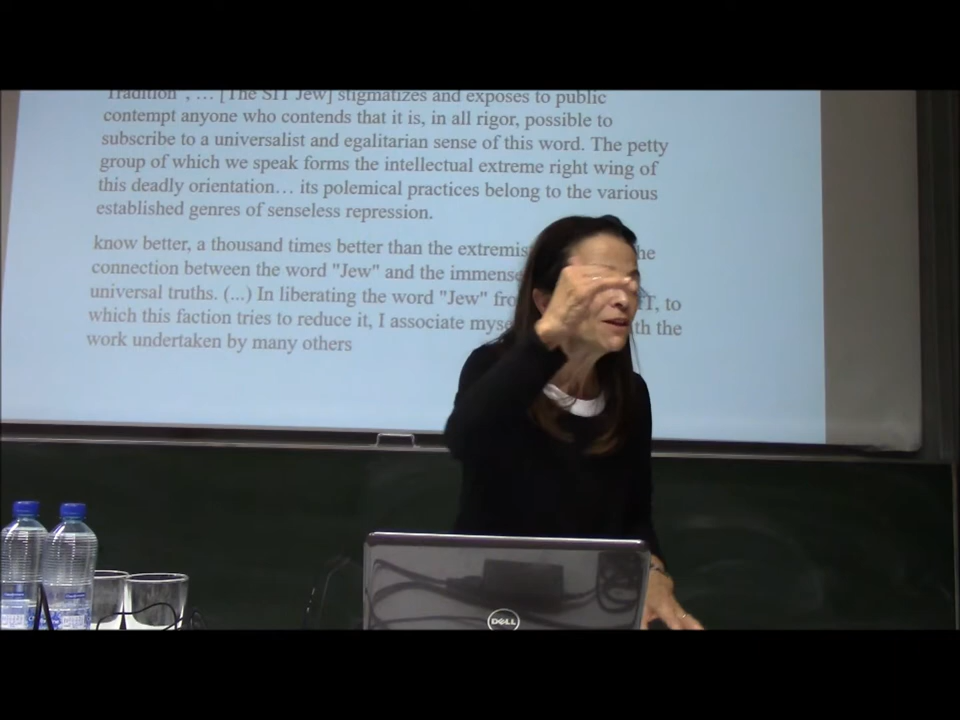 Tradition", … [The SIT Jew] stigmatizes and exposes to public
contempt anyone who contends that it is, in all rigor, possible to
subscribe to a universalist and egalitarian sense of this word. The petty
group of which we speak forms the intellectual extreme right wing of
this deadly orientation… its polemical practices belong to the various
established genres of senseless repression.
know better, a thousand times better than the
connection between the word "Jew" and the
universal truths. (...) In liberating the word "Jew"
which this faction tries to reduce it, I associate the
work undertaken by many others
DELL